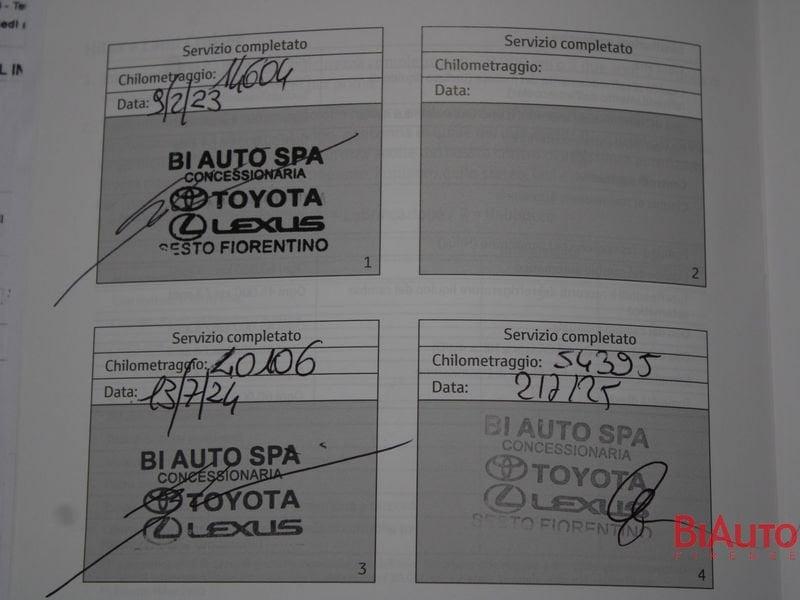 Servizio completato
Chilometraggio: 14604
Data: 9/2/23
BI AUTO SPA
CONCESSIONARIA
TOYOTA
LEXUS
SESTO FIORENTINO
1
Servizio completato
Chilometraggio:
Data:
2
Servizio completato
Chilometraggio: 40106
Data: 13/7/24
BI AUTO SPA
CONCESSIONARIA
TOYOTA
LEXUS
3
Servizio completato
Chilometraggio: 54395
Data: 2/7/25
BI AUTO SPA
CONCESSIONARIA
TOYOTA
LEXUS
SESTO FIORENTINO
4
BIAUTO
FIRENZE